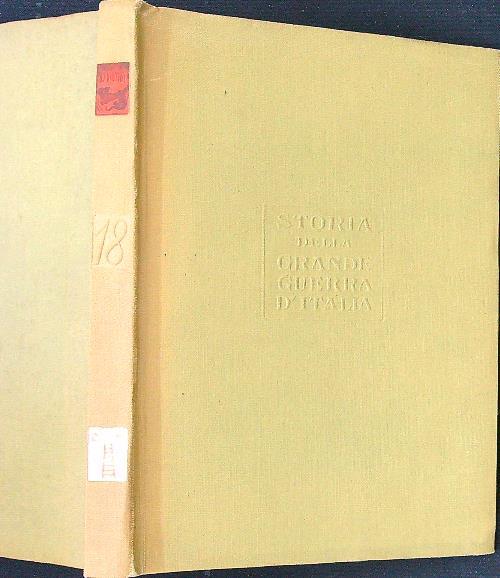 18
STORIA
DELLA
GRANDE
GUERRA
D'ITALIA